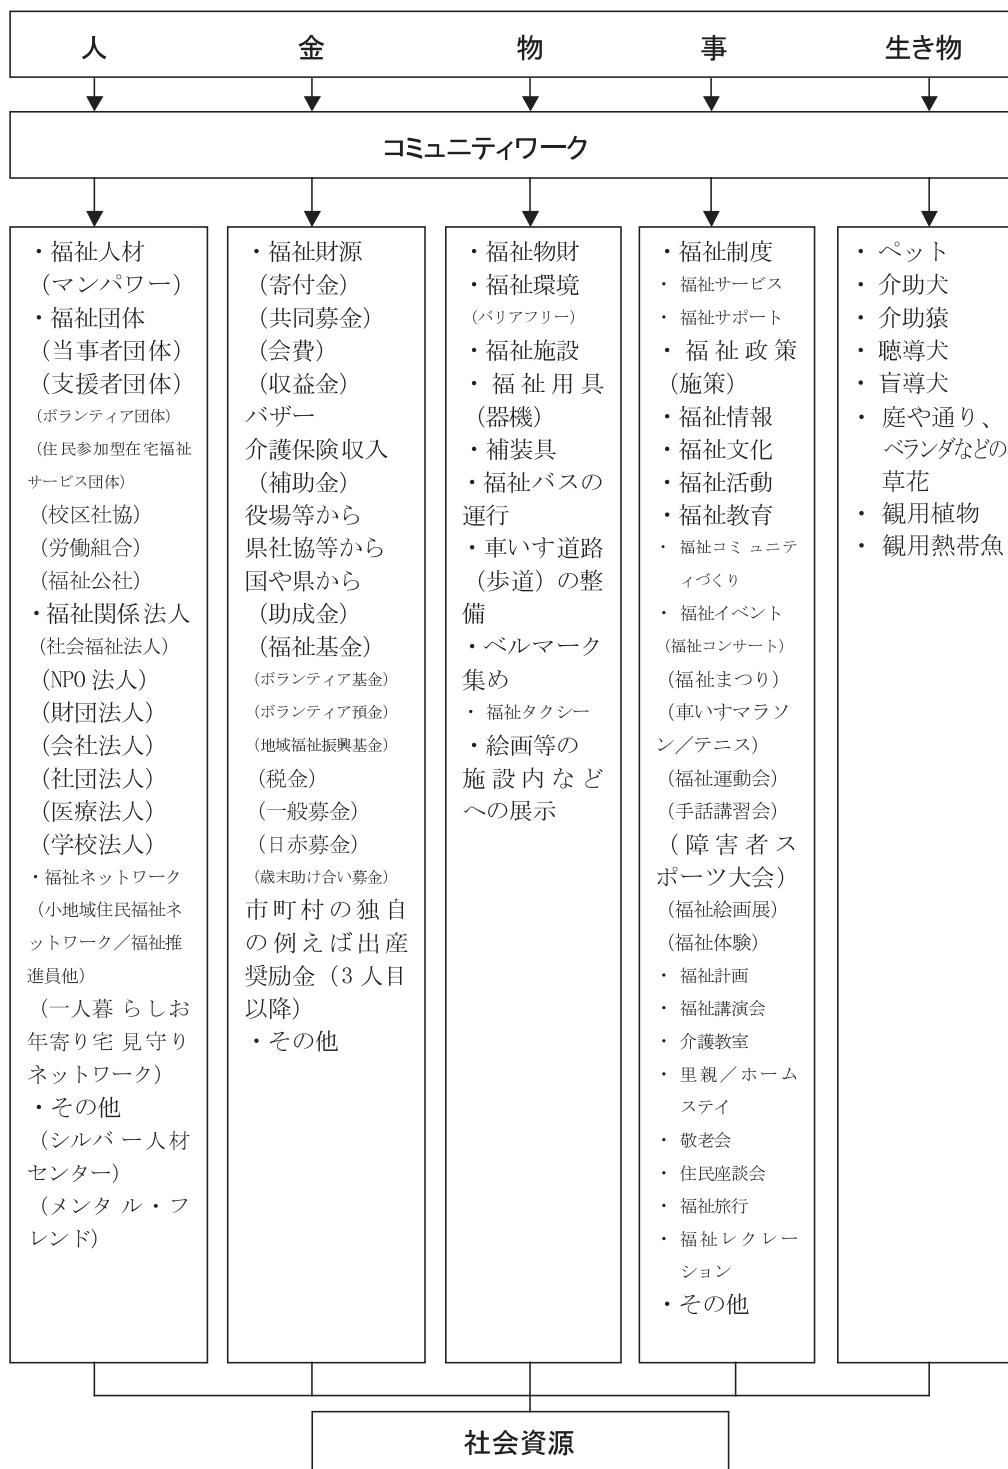 人　金　物　事　生き物
コミュニティワーク
・福祉人材
（マンパワー）
・福祉団体
（当事者団体）
（支援者団体）
（ボランティア団体）
（住民参加型在宅福祉
サービス団体）
（校区社協）
（労働組合）
（福祉公社）
・福祉関係法人
（社会福祉法人）
（NPO 法人）
（財団法人）
（会社法人）
（社団法人）
（医療法人）
（学校法人）
・福祉ネットワーク
（小地域住民福祉ネ
ットワーク／福祉推
進員他）
（一人暮 らしお
年寄り宅 見守り
ネットワーク）
・その他
（シルバ ー人材
センター）
（メンタ ル・フ
レンド）
・福祉財源
（寄付金）
（共同募金）
（会費）
（収益金）
バザー
介護保険収入
（補助金）
役場等から
県社協等から
国や県から
（助成金）
（福祉基金）
（ボランティア基金）
（ボランティア預金）
（地域福祉振興基金）
（税金）
（一般募金）
（日赤募金）
（歳末助け合い募金）
市町村の独自
の例えば出産
奨励金（3 人目
以降）
・その他
・福祉物財
・福祉環境
（バリアフリー）
・福祉施設
・福祉用具
（器機）
・補装具
・福祉バスの
運行
・車いす道路
（歩道）の整
備
・ベルマーク
集め
・福祉タクシー
・絵画等の
施設内など
への展示
・福祉制度
・福祉サービス
・福祉サポート
・福祉政策
（施策）
・福祉情報
・福祉文化
・福祉活動
・福祉教育
・福祉コミュニテ
ィづくり
・福祉イベント
（福祉コンサート）
（福祉まつり）
（車いすマラソ
ン／テニス）
（福祉運動会）
（手話講習会）
（障害者ス
ポーツ大会）
（福祉絵画展）
（福祉体験）
・福祉計画
・福祉講演会
・介護教室
・里親／ホーム
ステイ
・敬老会
・住民座談会
・福祉旅行
・福祉レクレー
ション
・その他
・ペット
・介助犬
・介助猿
・聴導犬
・盲導犬
・庭や通り、
ベランダなどの
草花
・観用植物
・観用熱帯魚
社会資源